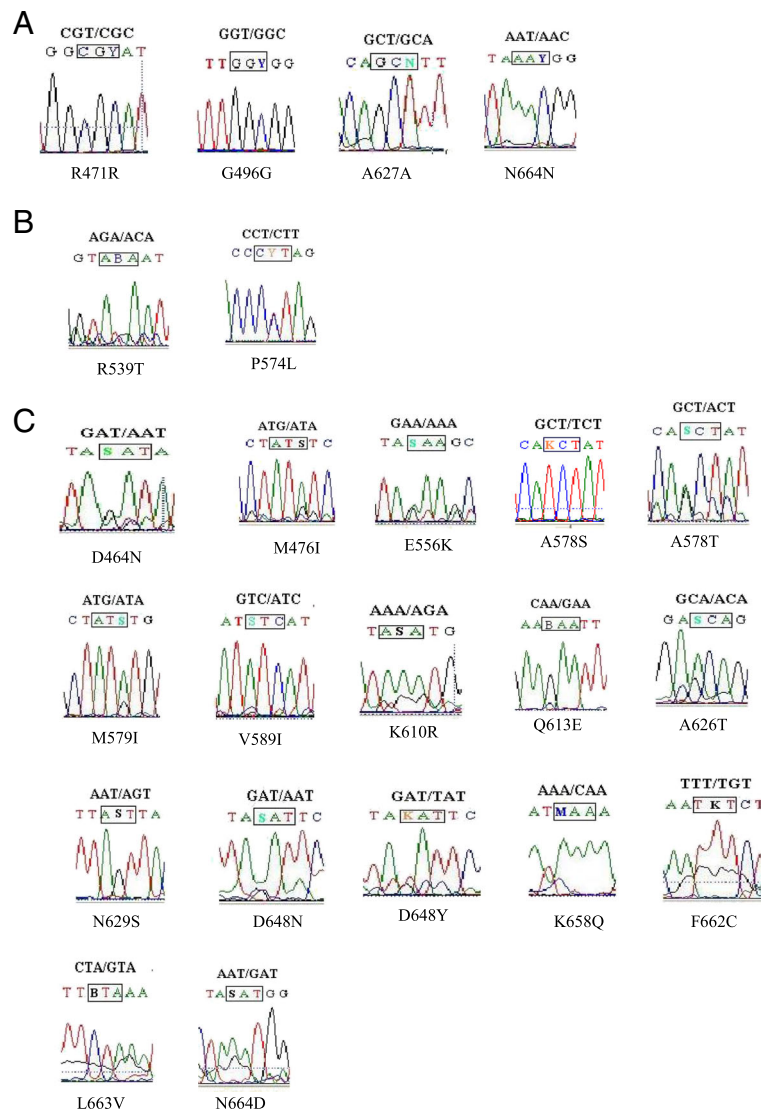 A
CGT/CGC GGT/GGC GCT/GCA AAT/AAC
G G C G Y A T T T G G Y G G C A G C N T T T A A A Y G G
R471R G496G A627A N664N
B
AGA/ACA CCT/CTT
G T A B A A T C C C Y T A G
R539T P574L
C
GAT/AAT ATG/ATA GAA/AAA GCT/TCT GCT/ACT
T A S A T A C T A T S T C T A S A A G C C A K C T A T C A S C T A T
D464N M476I E556K A578S A578T
ATG/ATA GTC/ATC AAA/AGA CAA/GAA GCA/ACA
C T A T S T G A T S T C A T T A S A T G A A B A A T T G A S C A G
M579I V589I K610R Q613E A626T
AAT/AGT GAT/AAT GAT/TAT AAA/CAA TTT/TGT
T T A S T T A T A S A T T C T A K A T T C A T M A A A A A T K T C T
N629S D648N D648Y K658Q F662C
CTA/GTA AAT/GAT
T T B T A A A T A S A T G G
L663V N664D